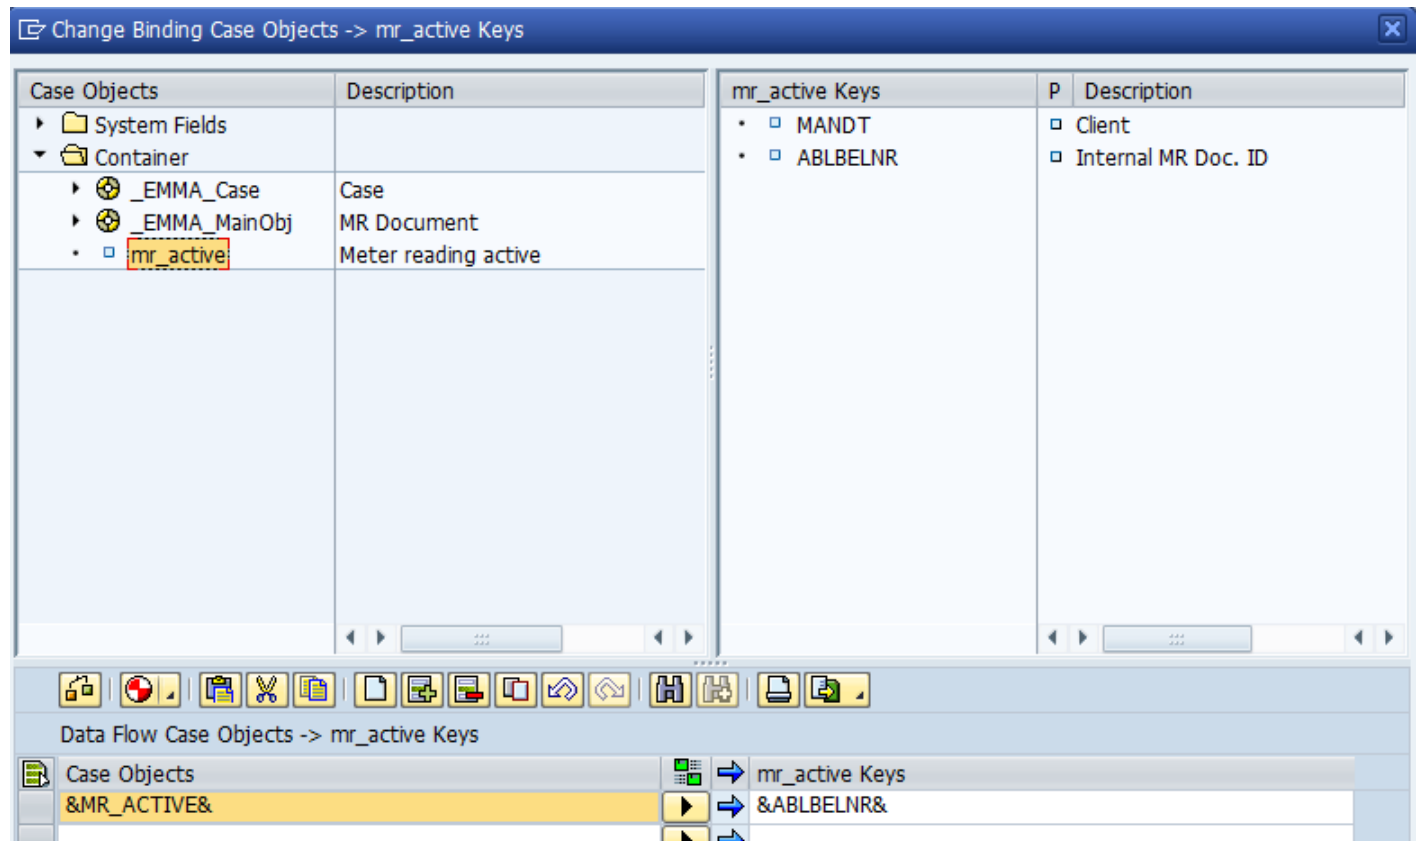 Change Binding Case Objects -> mr_active Keys
Case Objects Description
System Fields
Container
_EMMA_Case Case
_EMMA_MainObj MR Document
mr_active Meter reading active
mr_active Keys P Description
MANDT Client
ABLBELNR Internal MR Doc. ID
Data Flow Case Objects -> mr_active Keys
Case Objects mr_active Keys
&MR_ACTIVE& &ABLBELNR&